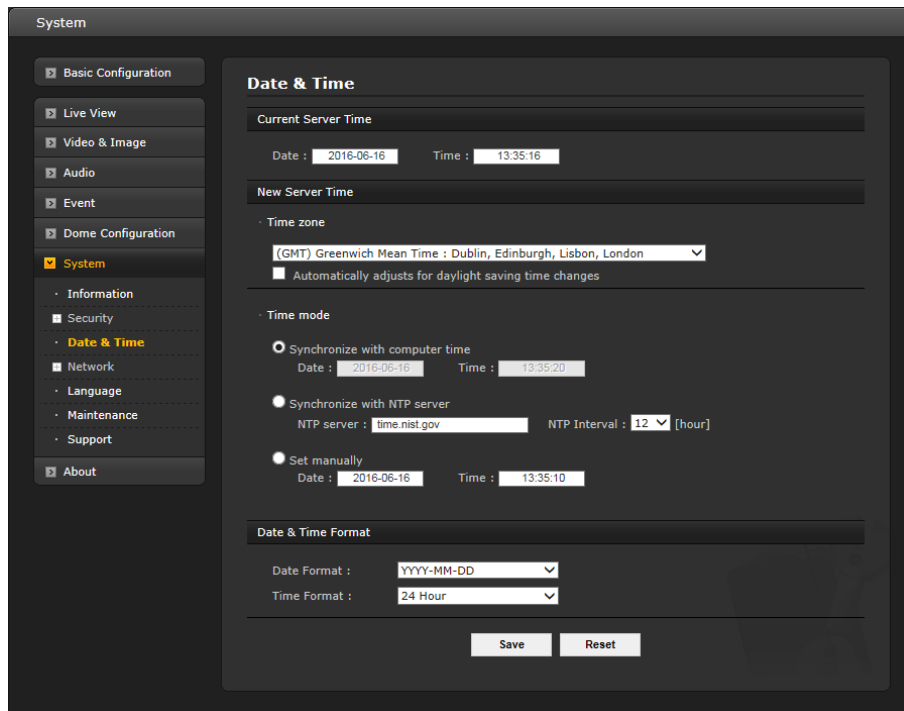 System
Basic Configuration
Live View
Video & Image
Audio
Event
Dome Configuration
System
· Information
Security
· Date & Time
Network
· Language
· Maintenance
· Support
About
Date & Time
Current Server Time
Date : 2016-06-16 Time : 13:35:16
New Server Time
· Time zone
(GMT) Greenwich Mean Time : Dublin, Edinburgh, Lisbon, London
Automatically adjusts for daylight saving time changes
· Time mode
Synchronize with computer time
Date : 2016-06-16 Time : 13:35:20
Synchronize with NTP server
NTP server : time.nist.gov NTP Interval : 12 [hour]
Set manually
Date : 2016-06-16 Time : 13:35:10
Date & Time Format
Date Format : YYYY-MM-DD
Time Format : 24 Hour
Save Reset